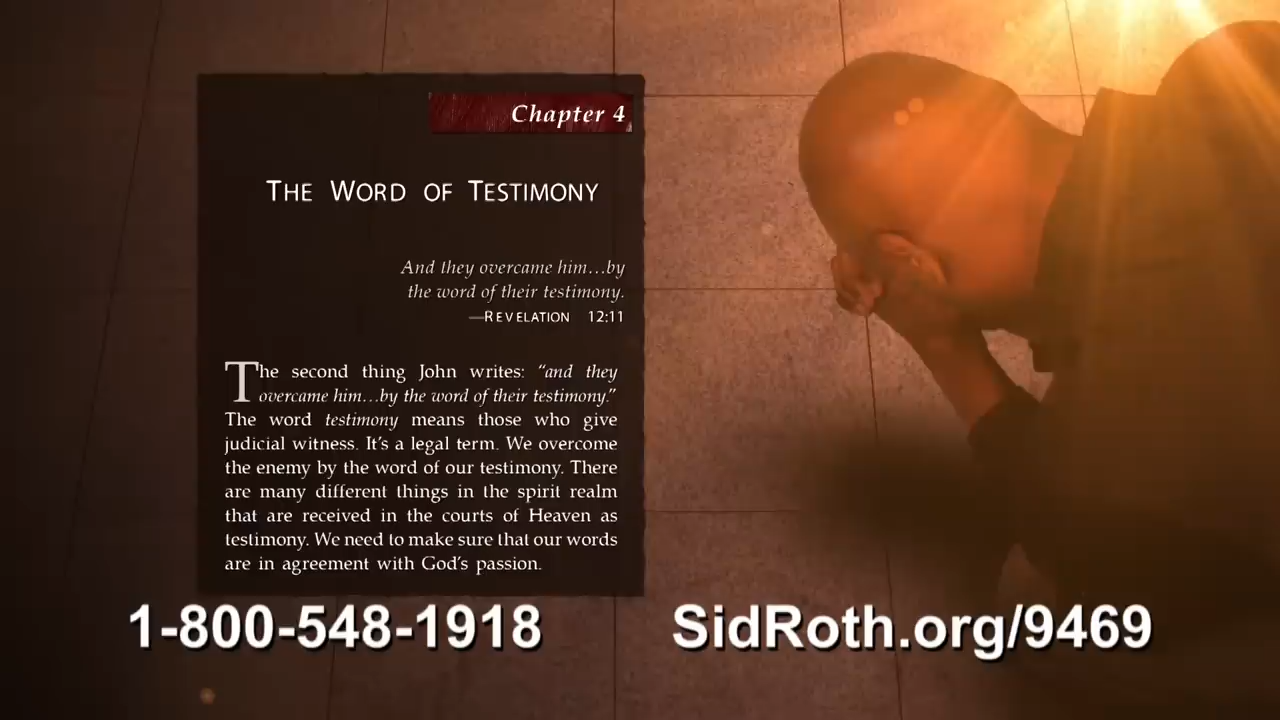 Chapter 4
THE WORD OF TESTIMONY
And they overcame him…by
the word of their testimony.
—REVELATION 12:11
The second thing John writes: “and they
overcame him…by the word of their testimony.”
The word testimony means those who give
judicial witness. It’s a legal term. We overcome
the enemy by the word of our testimony. There
are many different things in the spirit realm
that are received in the courts of Heaven as
testimony. We need to make sure that our words
are in agreement with God’s passion.
1-800-548-1918
SidRoth.org/9469